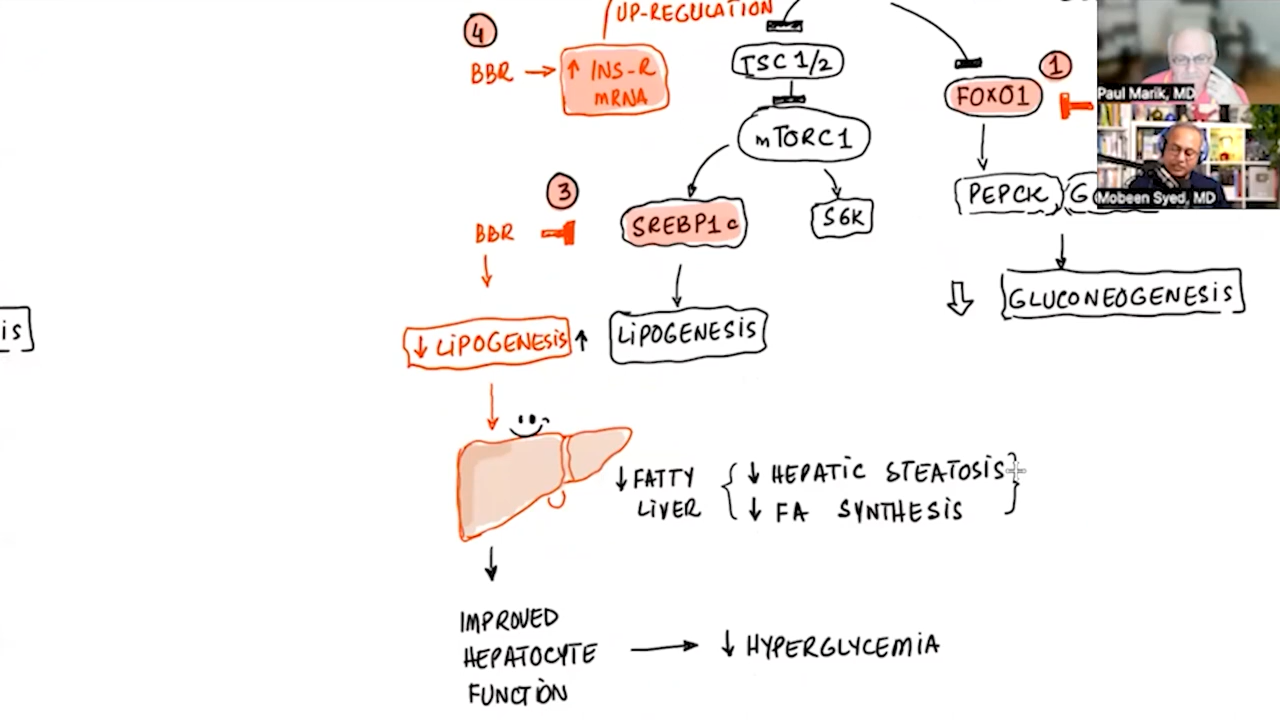 UP-REGULATION
4
BBR
↑ INS-R
mRNA
TSC 1/2
mTORC1
FOXO1
1
Paul Marik, MD
PEPCK
G
Mobeen Syed, MD
3
BBR
SREBP1c
S6K
GLUCONEOGENESIS
is
↓ LIPOGENESIS ↑
LIPOGENESIS
↓ FATTY
LIVER
↓ HEPATIC STEATOSIS
↓ FA SYNTHESIS
IMPROVED
HEPATOCYTE
FUNCTION
↓ HYPERGLYCEMIA